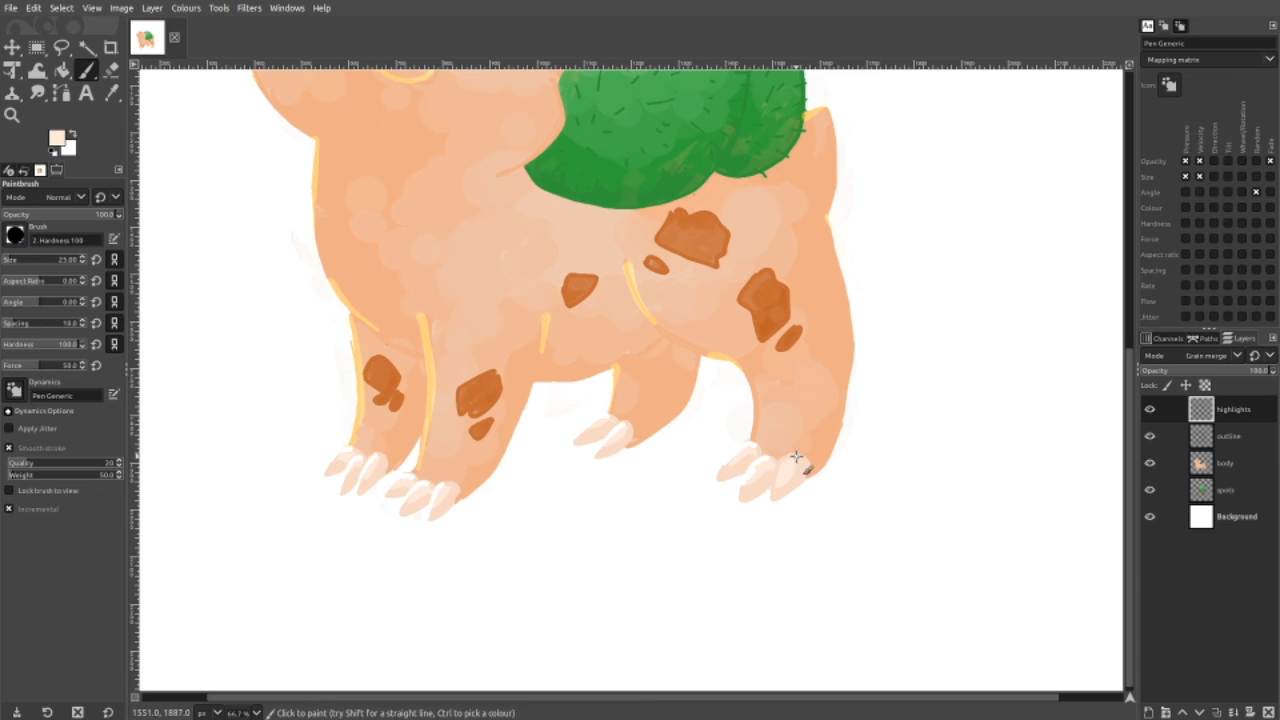 File Edit Select View Image Layer Colours Tools Filters Windows Help
Paintbrush
Mode Normal
Opacity 100.0
Brush
2. Hardness 100
Size 25.00
Aspect Ratio 0.00
Angle 0.00
Spacing 10.0
Hardness 100.0
Force 50.0
Dynamics
Pen Generic
Dynamics Options
Apply Jitter
Smooth stroke
Quality 20
Weight 50.0
Lock brush to view
Incremental
1551.0, 1887.0 px 66.7 % Click to paint (try Shift for a straight line, Ctrl to pick a colour)
Pen Generic
Mapping matrix
Icon:
Pressure Velocity Direction Tilt Wheel/Rotation Random Fade
Opacity
Size
Angle
Colour
Hardness
Force
Aspect ratio
Spacing
Rate
Flow
Jitter
Channels Paths Layers
Mode Grain merge
Opacity 100.0
Lock:
highlights
outline
body
spots
Background